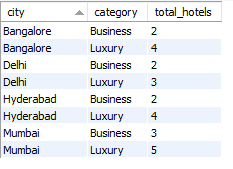 city category total_hotels
Bangalore Business 2
Bangalore Luxury 4
Delhi Business 2
Delhi Luxury 3
Hyderabad Business 2
Hyderabad Luxury 4
Mumbai Business 3
Mumbai Luxury 5